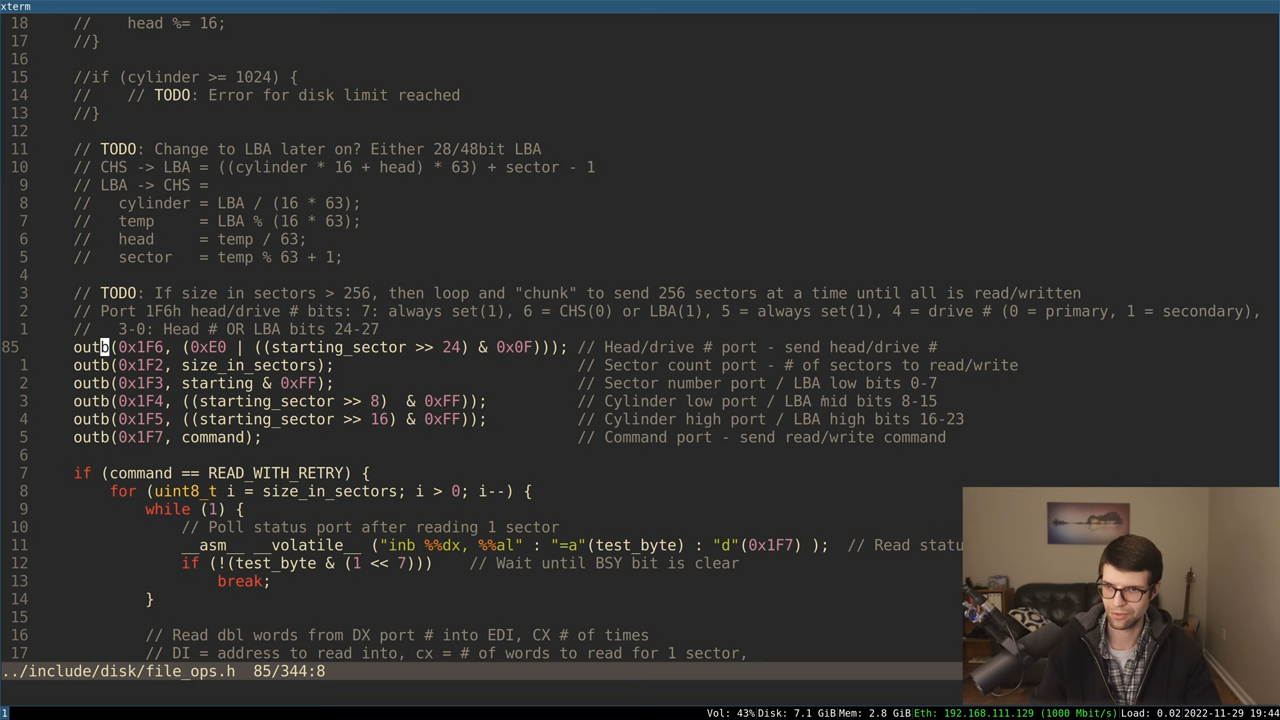 xterm
18 //    head %= 16;
17 //}
16
15 //if (cylinder >= 1024) {
14 //    // TODO: Error for disk limit reached
13 //}
12
11 // TODO: Change to LBA later on? Either 28/48bit LBA
10 // CHS -> LBA = ((cylinder * 16 + head) * 63) + sector - 1
9 // LBA -> CHS =
8 //   cylinder = LBA / (16 * 63);
7 //   temp     = LBA % (16 * 63);
6 //   head     = temp / 63;
5 //   sector   = temp % 63 + 1;
4
3 // TODO: If size in sectors > 256, then loop and "chunk" to send 256 sectors at a time until all is read/written
2 // Port 1F6h head/drive # bits: 7: always set(1), 6 = CHS(0) or LBA(1), 5 = always set(1), 4 = drive # (0 = primary, 1 = secondary),
1 //   3-0: Head # OR LBA bits 24-27
85 outb(0x1F6, (0xE0 | ((starting_sector >> 24) & 0x0F))); // Head/drive # port - send head/drive #
1 outb(0x1F2, size_in_sectors);                           // Sector count port - # of sectors to read/write
2 outb(0x1F3, starting & 0xFF);                           // Sector number port / LBA low bits 0-7
3 outb(0x1F4, ((starting_sector >> 8)  & 0xFF));          // Cylinder low port / LBA mid bits 8-15
4 outb(0x1F5, ((starting_sector >> 16) & 0xFF));          // Cylinder high port / LBA high bits 16-23
5 outb(0x1F7, command);                                   // Command port - send read/write command
6
7 if (command == READ_WITH_RETRY) {
8     for (uint8_t i = size_in_sectors; i > 0; i--) {
9         while (1) {
10             // Poll status port after reading 1 sector
11             __asm__ __volatile__ ("inb %%dx, %%al" : "=a"(test_byte) : "d"(0x1F7) );  // Read statu
12             if (!(test_byte & (1 << 7)))    // Wait until BSY bit is clear
13                 break;
14         }
15
16         // Read dbl words from DX port # into EDI, CX # of times
17         // DI = address to read into, cx = # of words to read for 1 sector,
../include/disk/file_ops.h  85/344:8
1 Vol: 43% Disk: 7.1 GiB Mem: 2.8 GiB Eth: 192.168.111.129 (1000 Mbit/s) Load: 0.02 2022-11-29 19:44